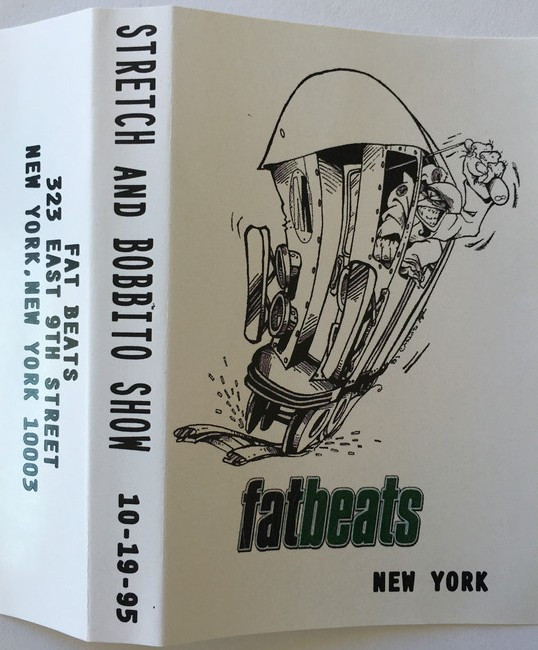 FAT BEATS
323 EAST 9TH STREET
NEW YORK,NEW YORK 10003
STRETCH AND BOBBITO SHOW 10-19-95
fatbeats
NEW YORK